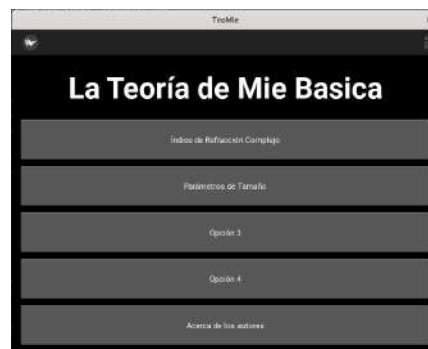 TeoMie
La Teoría de Mie Basica
Índice de Refracción Complejo
Parámetros de Tamaño
Opción 3
Opción 4
Acerca de los autores